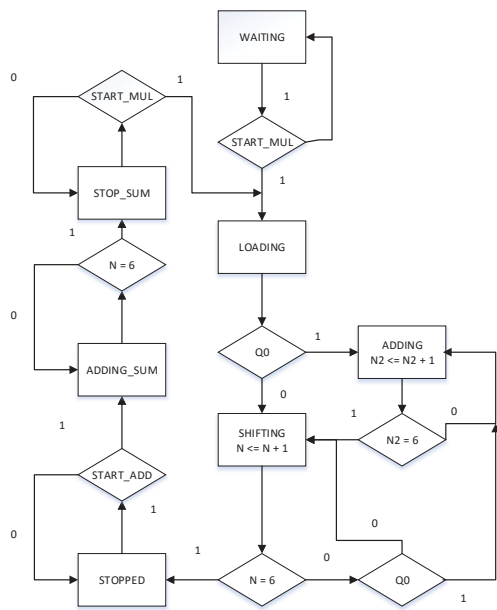 WAITING
0
1
START_MUL
1
START_MUL
1
STOP_SUM
1
LOADING
1
N = 6
0
Q0
1
ADDING
N2 <= N2 + 1
ADDING_SUM
0
1
0
SHIFTING
N <= N + 1
N2 = 6
1
START_ADD
0
1
0
1
0
STOPPED
N = 6
Q0
1